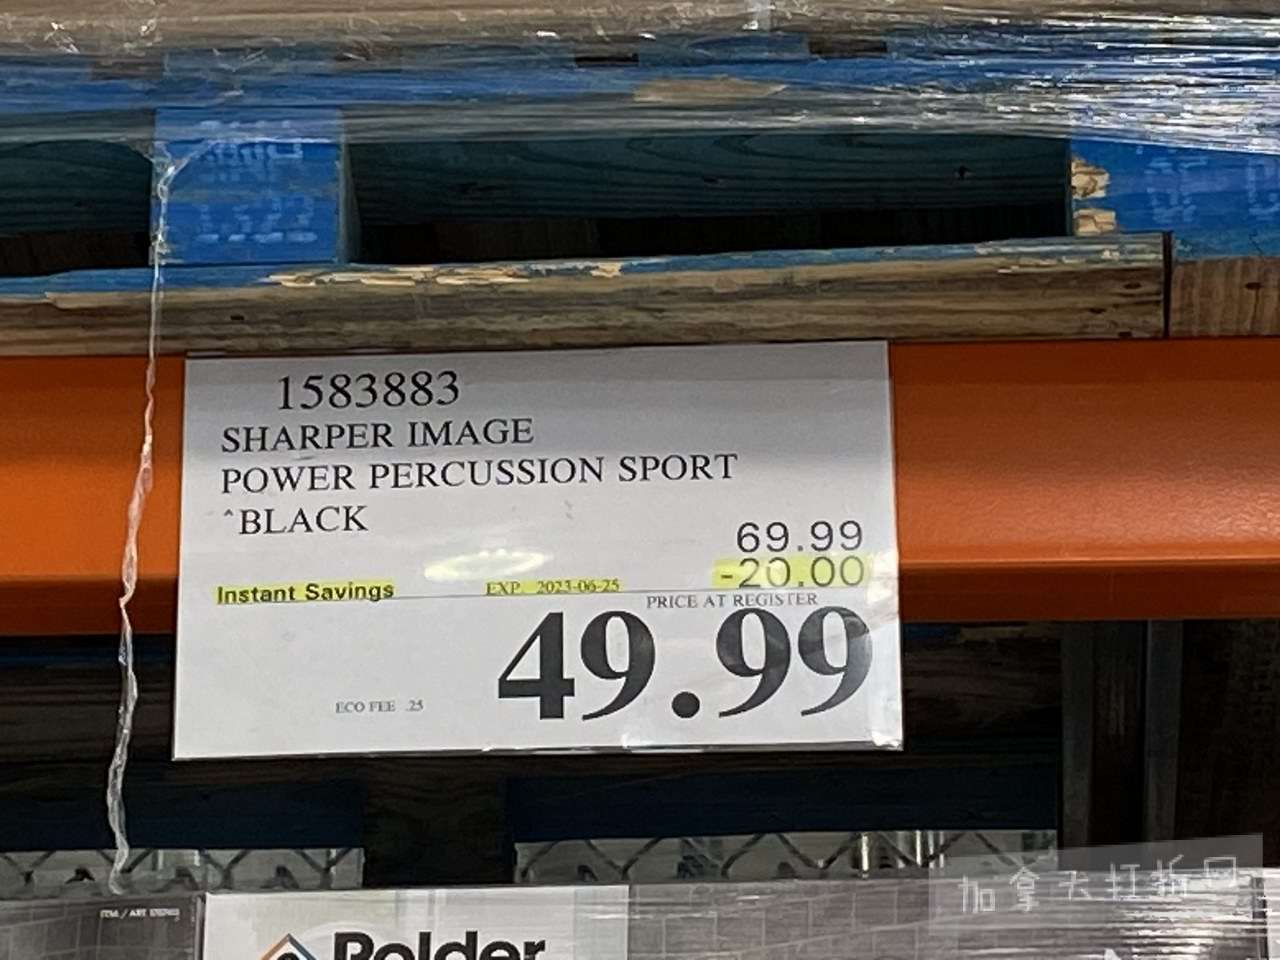 1583883
SHARPER IMAGE
POWER PERCUSSION SPORT
^BLACK
69.99
Instant Savings EXP. 2023-06-25 -20.00
PRICE AT REGISTER
49.99
ECO FEE .25
Polder
加拿大打折网